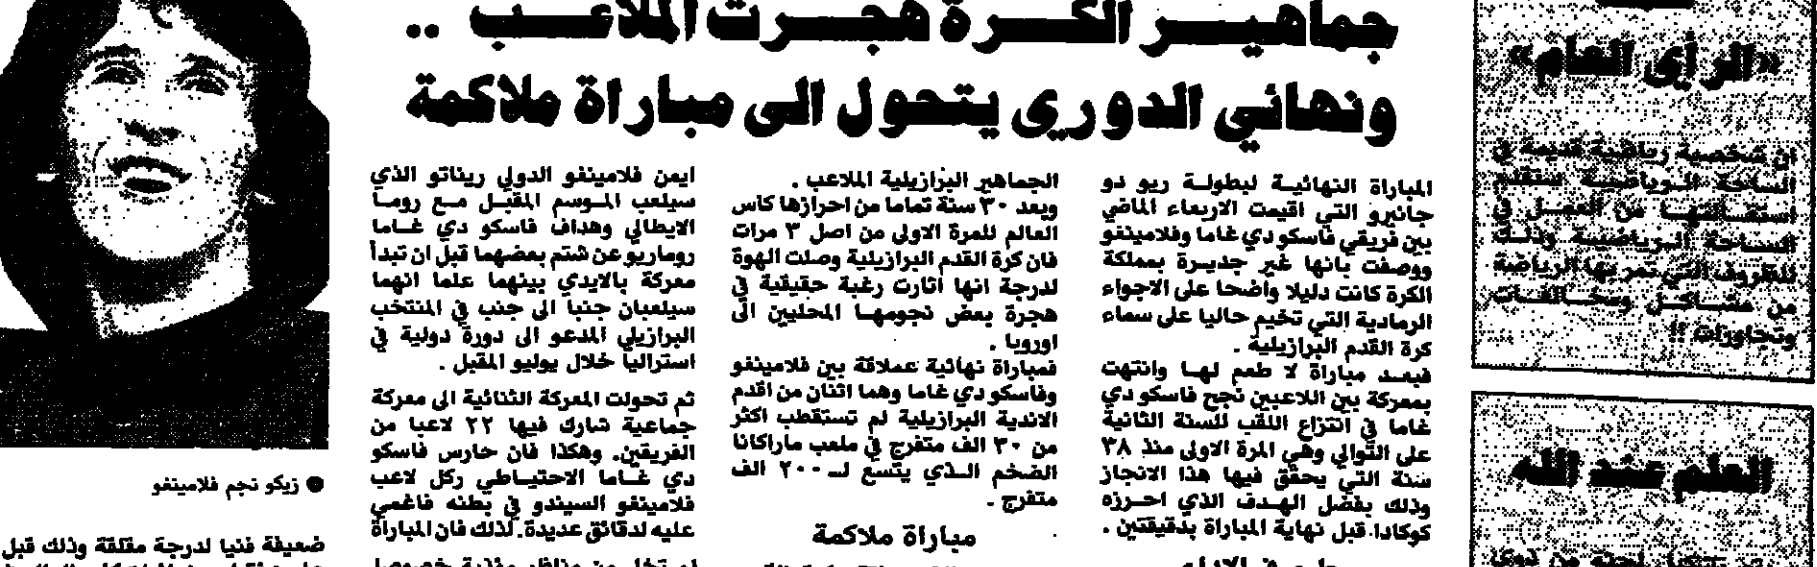 جماهير الكرة هجرت الملاعب ..
ونهائي الدوري يتحول الى مباراة ملاكمة
المباراة النهائية لبطولة ريو دو
جانيرو التي اقيمت الاربعاء الماضي
بين فريقي فاسكو دي غاما وفلامينغو
ووصفت بانها غير جديرة بمملكة
الكرة كانت دليلا واضحا على الاجواء
الرمادية التي تخيم حاليا على سماء
كرة القدم البرازيلية .
فبعد مباراة لا طعم لها وانتهت
بمعركة بين اللاعبين نجح فاسكو دي
غاما في انتزاع اللقب للسنة الثانية
على التوالي وهي المرة الاولى منذ ٣٨
سنة التي يحقق فيها هذا الانجاز
وذلك بفضل الهدف الذي احرزه
كوكادا قبل نهاية المباراة بدقيقتين .
الجماهير البرازيلية الملاعب .
وبعد ٣٠ سنة تماما من احرازها كأس
العالم للمرة الاولى من اصل ٣ مرات
فان كرة القدم البرازيلية وصلت الهوة
لدرجة انها اثارت رغبة حقيقية في
هجرة بعض نجومها المحليين الى
اوروبا .
فمباراة نهائية عملاقة بين فلامينغو
وفاسكو دي غاما وهما اثنان من اقدم
الاندية البرازيلية لم تستقطب اكثر
من ٣٠ الف متفرج في ملعب ماراكانا
الضخم الذي يتسع لـ ٢٠٠ الف
متفرج .
مباراة ملاكمة
ايمن فلامينغو الدولي ريناتو الذي
سيلعب الموسم المقبل مع روما
الايطالي وهداف فاسكو دي غاما
روماريو عن شتم بعضهما قبل ان تبدأ
معركة بالايدي بينهما علما انهما
سيلعبان جنبا الى جنب في المنتخب
البرازيلي المدعو الى دورة دولية في
استراليا خلال يوليو المقبل .
ثم تحولت المعركة الثنائية الى معركة
جماعية شارك فيها ٢٢ لاعبا من
الفريقين. وهكذا فان حارس فاسكو
دي غاما الاحتياطي ركل لاعب
فلامينغو السيندو في بطنه فاغمي
عليه لدقائق عديدة. لذلك فان المباراة
● زيكو نجم فلامينغو
ضعيفة فنيا لدرجة مقلقة وذلك قبل
«الرأي العام»
ان شخصية رياضية قديمة في
الساحة الرياضية ستقدم
استقالتها من العمل في
الساحة الرياضية وذلك
للظروف التي تمر بها الرياضة
من مشاكل ومخالفات
وتجاوزات !!
العلم عند الله